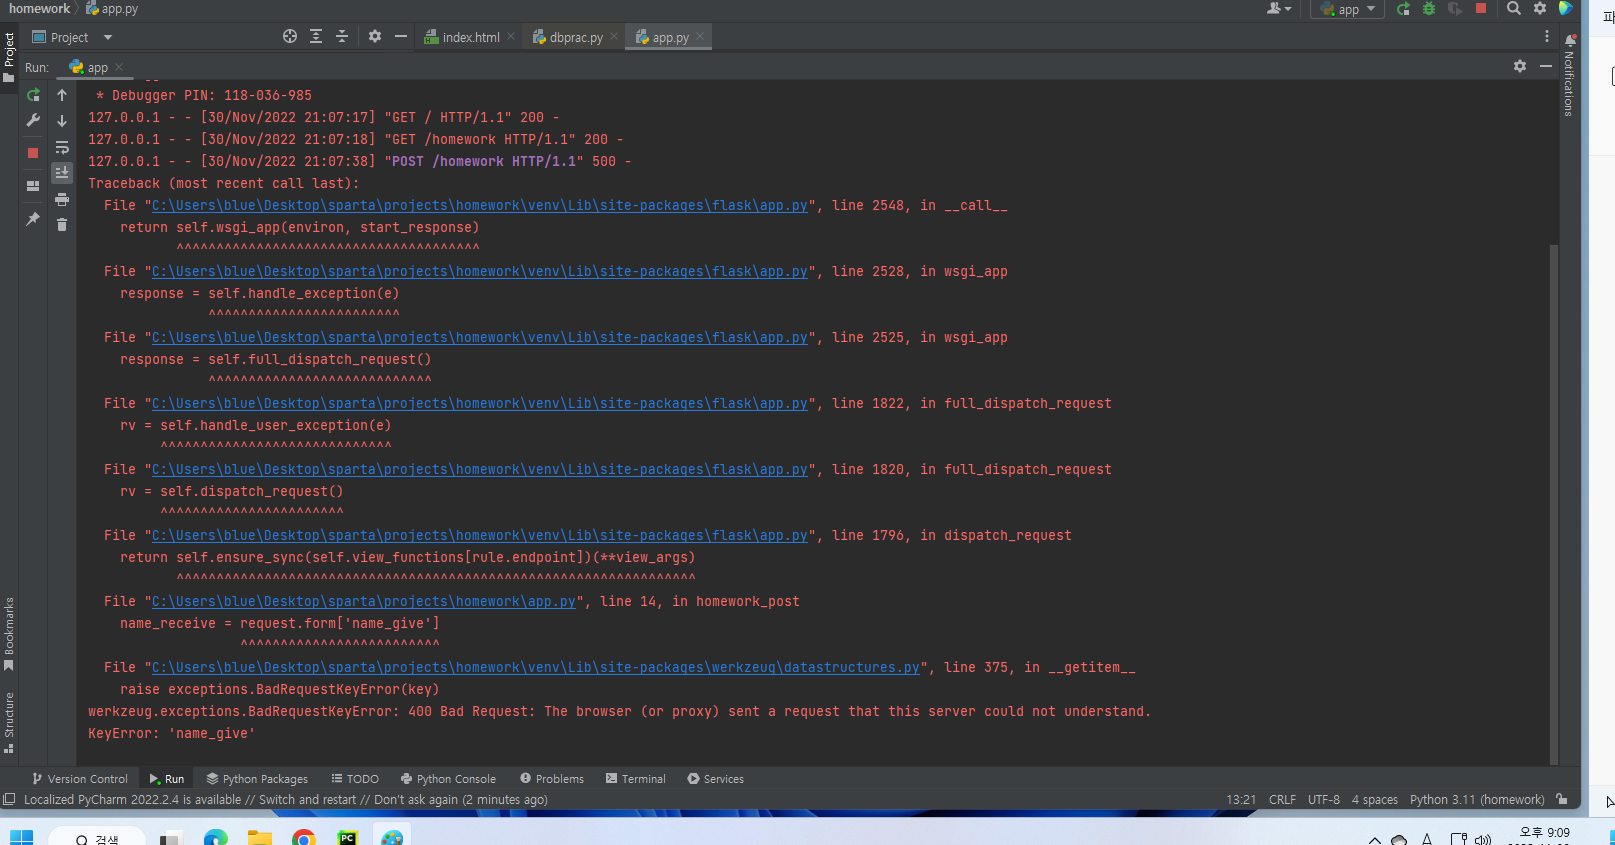 homework
app.py
app
Project
index.html
dbprac.py
app.py
Run:
app
Project
Notifications
* Debugger PIN: 118-036-985
127.0.0.1 - - [30/Nov/2022 21:07:17] "GET / HTTP/1.1" 200 -
127.0.0.1 - - [30/Nov/2022 21:07:18] "GET /homework HTTP/1.1" 200 -
127.0.0.1 - - [30/Nov/2022 21:07:38] "POST /homework HTTP/1.1" 500 -
Traceback (most recent call last):
File "C:\Users\blue\Desktop\sparta\projects\homework\venv\Lib\site-packages\flask\app.py", line 2548, in __call__
return self.wsgi_app(environ, start_response)
^^^^^^^^^^^^^^^^^^^^^^^^^^^^^^^^^^^^^^
File "C:\Users\blue\Desktop\sparta\projects\homework\venv\Lib\site-packages\flask\app.py", line 2528, in wsgi_app
response = self.handle_exception(e)
^^^^^^^^^^^^^^^^^^^^^^^^
File "C:\Users\blue\Desktop\sparta\projects\homework\venv\Lib\site-packages\flask\app.py", line 2525, in wsgi_app
response = self.full_dispatch_request()
^^^^^^^^^^^^^^^^^^^^^^^^^^^^
File "C:\Users\blue\Desktop\sparta\projects\homework\venv\Lib\site-packages\flask\app.py", line 1822, in full_dispatch_request
rv = self.handle_user_exception(e)
^^^^^^^^^^^^^^^^^^^^^^^^^^^^^
File "C:\Users\blue\Desktop\sparta\projects\homework\venv\Lib\site-packages\flask\app.py", line 1820, in full_dispatch_request
rv = self.dispatch_request()
^^^^^^^^^^^^^^^^^^^^^^^
File "C:\Users\blue\Desktop\sparta\projects\homework\venv\Lib\site-packages\flask\app.py", line 1796, in dispatch_request
return self.ensure_sync(self.view_functions[rule.endpoint])(**view_args)
^^^^^^^^^^^^^^^^^^^^^^^^^^^^^^^^^^^^^^^^^^^^^^^^^^^^^^^^^^^^^^^^^
File "C:\Users\blue\Desktop\sparta\projects\homework\app.py", line 14, in homework_post
name_receive = request.form['name_give']
^^^^^^^^^^^^^^^^^^^^^^^^^
File "C:\Users\blue\Desktop\sparta\projects\homework\venv\Lib\site-packages\werkzeug\datastructures.py", line 375, in __getitem__
raise exceptions.BadRequestKeyError(key)
werkzeug.exceptions.BadRequestKeyError: 400 Bad Request: The browser (or proxy) sent a request that this server could not understand.
KeyError: 'name_give'
Bookmarks
Structure
Version Control
Run
Python Packages
TODO
Python Console
Problems
Terminal
Services
Localized PyCharm 2022.2.4 is available // Switch and restart // Don't ask again (2 minutes ago)
13:21
CRLF
UTF-8
4 spaces
Python 3.11 (homework)
검색
PC
A
오후 9:09